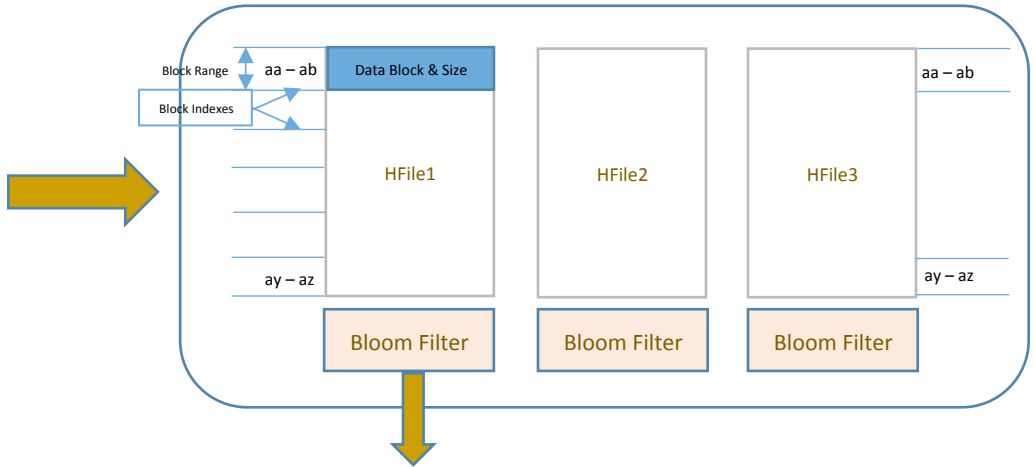 Block Range
aa – ab
Data Block & Size
aa – ab
Block Indexes
HFile1
HFile2
HFile3
ay – az
ay – az
Bloom Filter
Bloom Filter
Bloom Filter